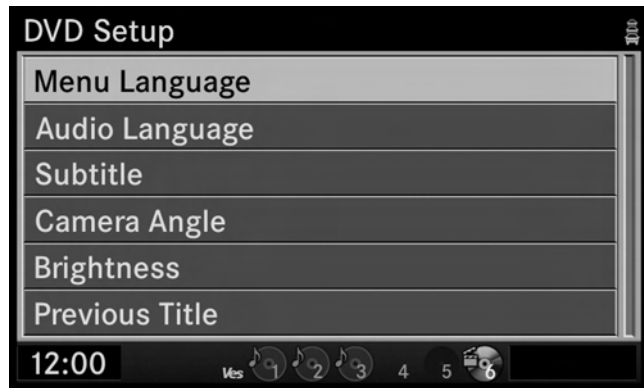 DVD Setup
Menu Language
Audio Language
Subtitle
Camera Angle
Brightness
Previous Title
12:00 Ves 1 2 3 4 5 6